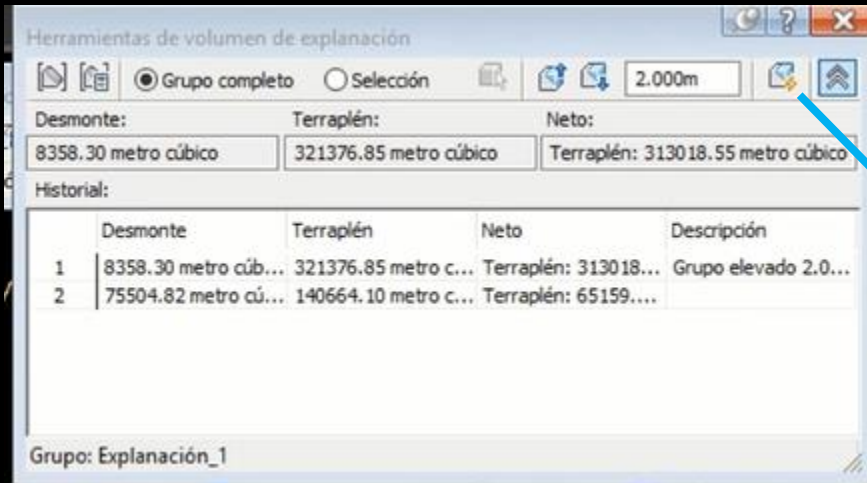 Herramientas de volumen de explanación
Grupo completo Selección 2.000m
Desmonte: Terraplén: Neto:
8358.30 metro cúbico 321376.85 metro cúbico Terraplén: 313018.55 metro cúbico
Historial:
Desmonte Terraplén Neto Descripción
1 8358.30 metro cúb... 321376.85 metro c... Terraplén: 313018... Grupo elevado 2.0...
2 75504.82 metro cú... 140664.10 metro c... Terraplén: 65159....
Grupo: Explanación_1